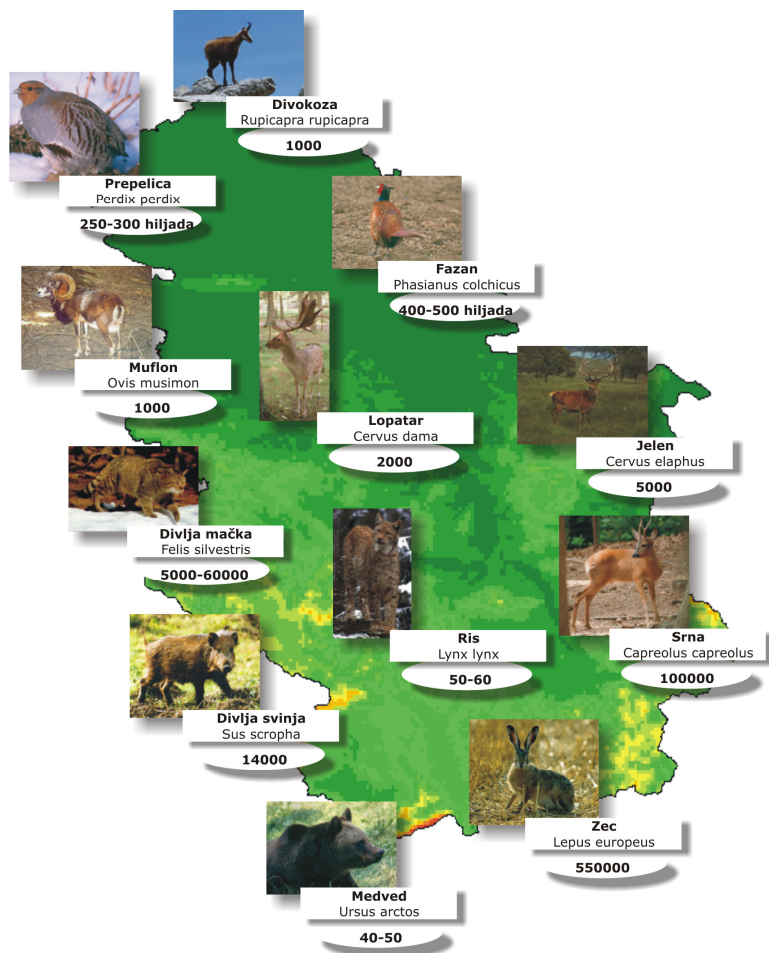 Divokoza
Rupicapra rupicapra
1000
Prepelica
Perdix perdix
250-300 hiljada
Fazan
Phasianus colchicus
400-500 hiljada
Muflon
Ovis musimon
1000
Lopatar
Cervus dama
2000
Jelen
Cervus elaphus
5000
Divlja mačka
Felis silvestris
5000-60000
Ris
Lynx lynx
50-60
Srna
Capreolus capreolus
100000
Divlja svinja
Sus scropha
14000
Zec
Lepus europeus
550000
Medved
Ursus arctos
40-50